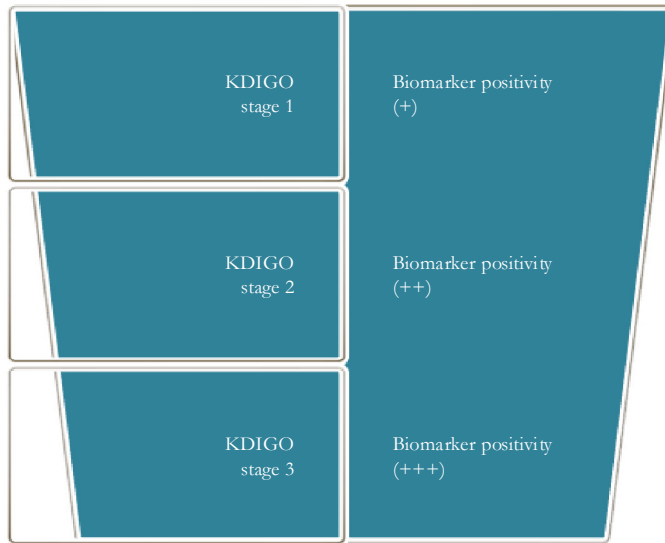 KDIGO
stage 1
Biomarker positivity
(+)
KDIGO
stage 2
Biomarker positivity
(++)
KDIGO
stage 3
Biomarker positivity
(+++)